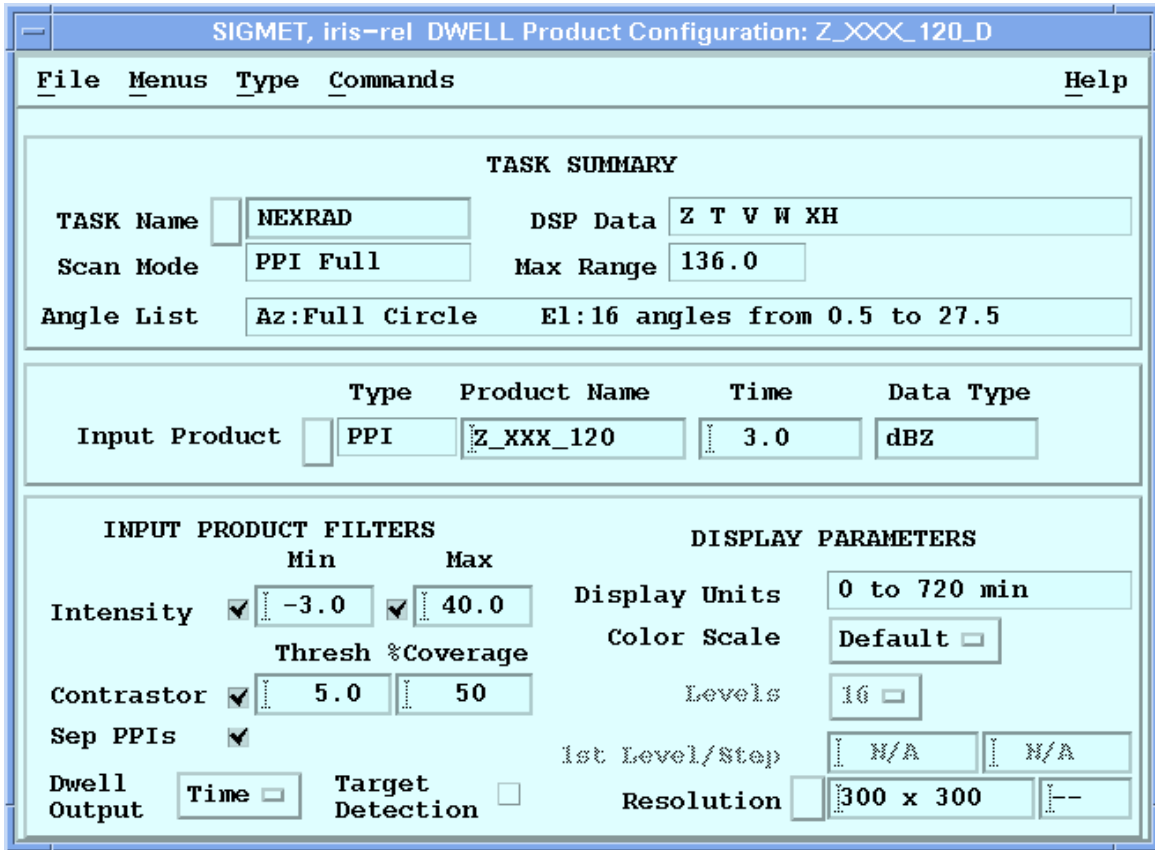 SIGMET, iris-rel DWELL Product Configuration: Z_XXX_120_D
File Menus Type Commands Help
TASK SUMMARY
TASK Name NEXRAD DSP Data Z T V W XH
Scan Mode PPI Full Max Range 136.0
Angle List Az:Full Circle El:16 angles from 0.5 to 27.5
Type Product Name Time Data Type
Input Product PPI Z_XXX_120 3.0 dBZ
INPUT PRODUCT FILTERS DISPLAY PARAMETERS
Min Max
Display Units 0 to 720 min
Intensity -3.0 40.0
Color Scale Default
Thresh %Coverage
Contrastor 5.0 50 Levels 16
Sep PPIs
1st Level/Step N/A N/A
Dwell Output Time Target Detection
Resolution 300 x 300 --